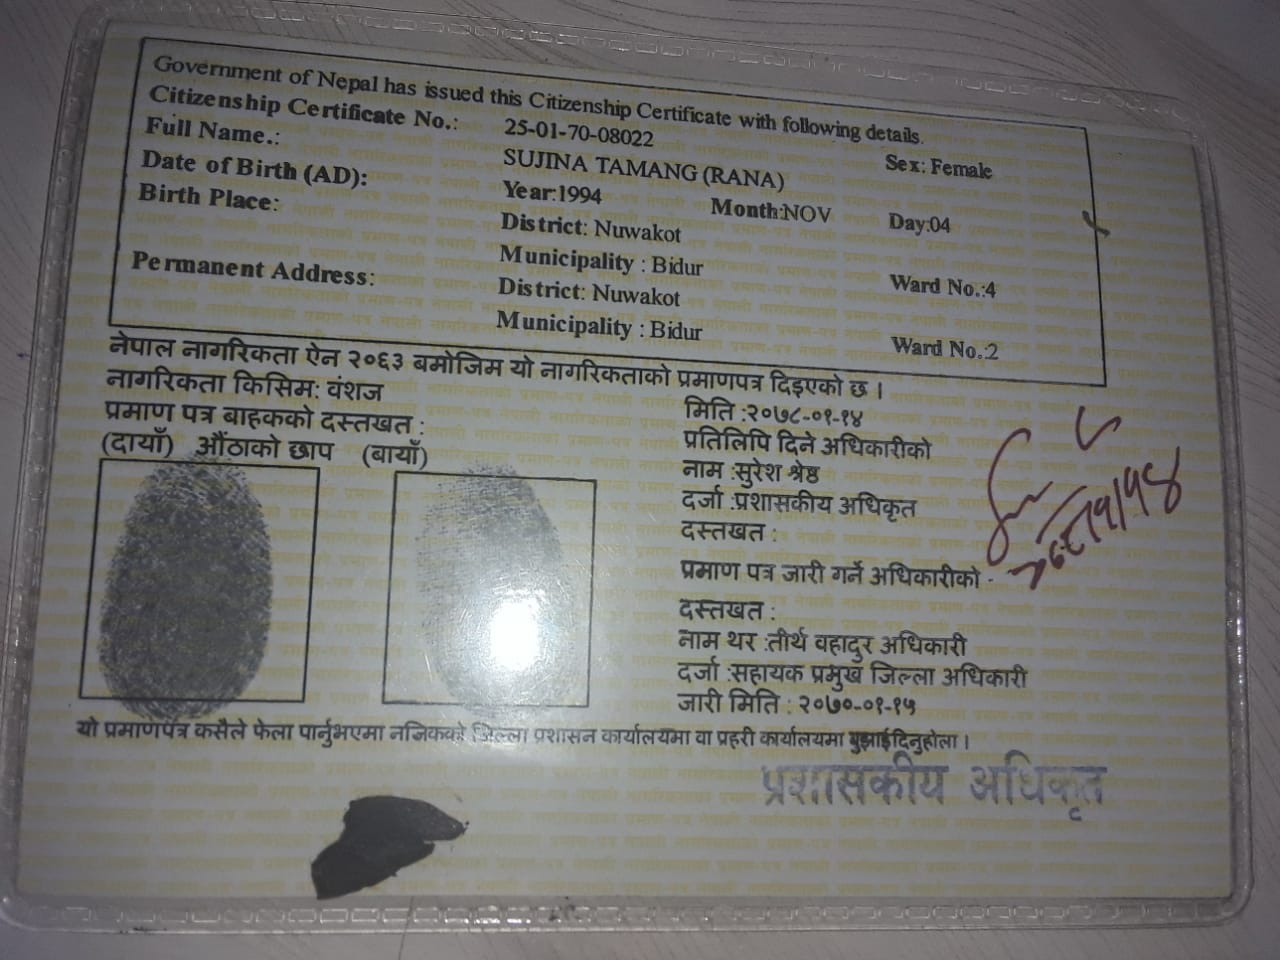 Government of Nepal has issued this Citizenship Certificate with following details.
Citizenship Certificate No.: 25-01-70-08022 Sex: Female
Full Name.: SUJINA TAMANG (RANA)
Date of Birth (AD): Year:1994 Month:NOV Day:04
Birth Place: District: Nuwakot
Municipality : Bidur Ward No.:4
Permanent Address: District: Nuwakot
Municipality : Bidur Ward No.:2
नेपाल नागरिकता ऐन २०६३ बमोजिम यो नागरिकताको प्रमाणपत्र दिइएको छ ।
नागरिकता किसिम: वंशज
प्रमाण पत्र बाहकको दस्तखत :
(दायाँ) औंठाको छाप (बायाँ)
मिति :२०७८-०१-१४
प्रतिलिपि दिने अधिकारीको
नाम :सुरेश श्रेष्ठ
दर्जा :प्रशासकीय अधिकृत
दस्तखत :
प्रमाण पत्र जारी गर्ने अधिकारीको -
दस्तखत :
नाम थर :तीर्थ वहादुर अधिकारी
दर्जा :सहायक प्रमुख जिल्ला अधिकारी
जारी मिति : २०७०-०१-१५
यो प्रमाणपत्र कसैले फेला पार्नुभएमा नजिकको जिल्ला प्रशासन कार्यालयमा वा प्रहरी कार्यालयमा बुझाईदिनुहोला ।
प्रशासकीय अधिकृत